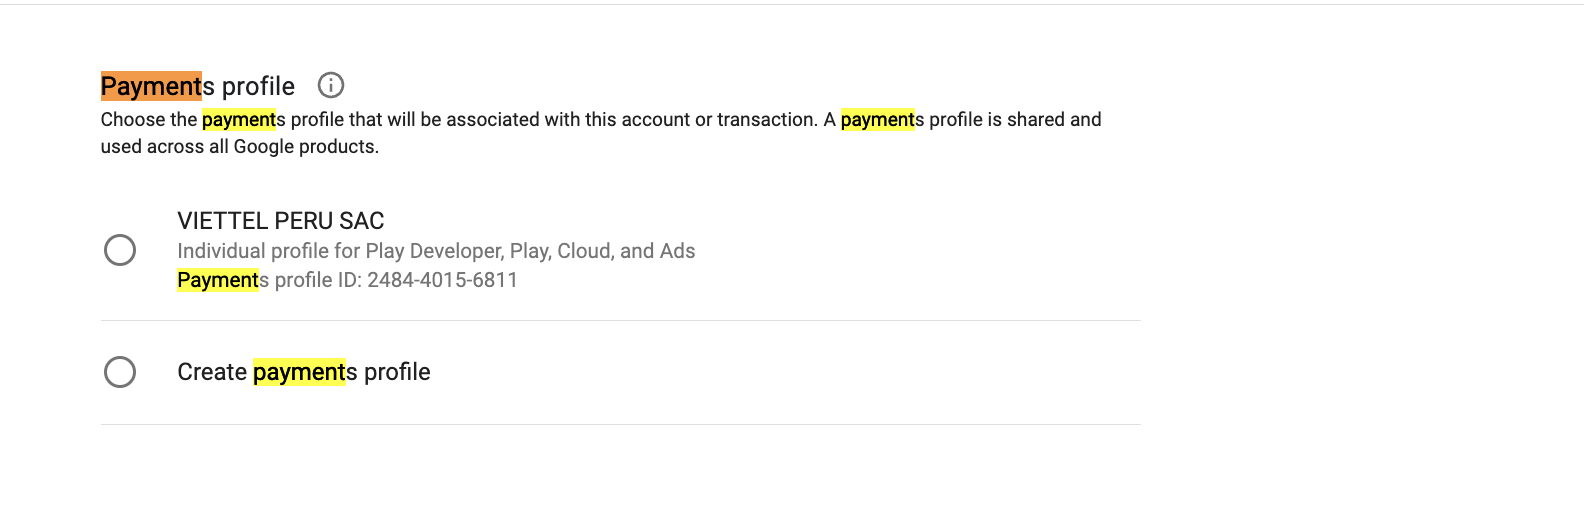 Payments profile
Choose the payments profile that will be associated with this account or transaction. A payments profile is shared and
used across all Google products.
VIETTEL PERU SAC
Individual profile for Play Developer, Play, Cloud, and Ads
Payments profile ID: 2484-4015-6811
Create payments profile